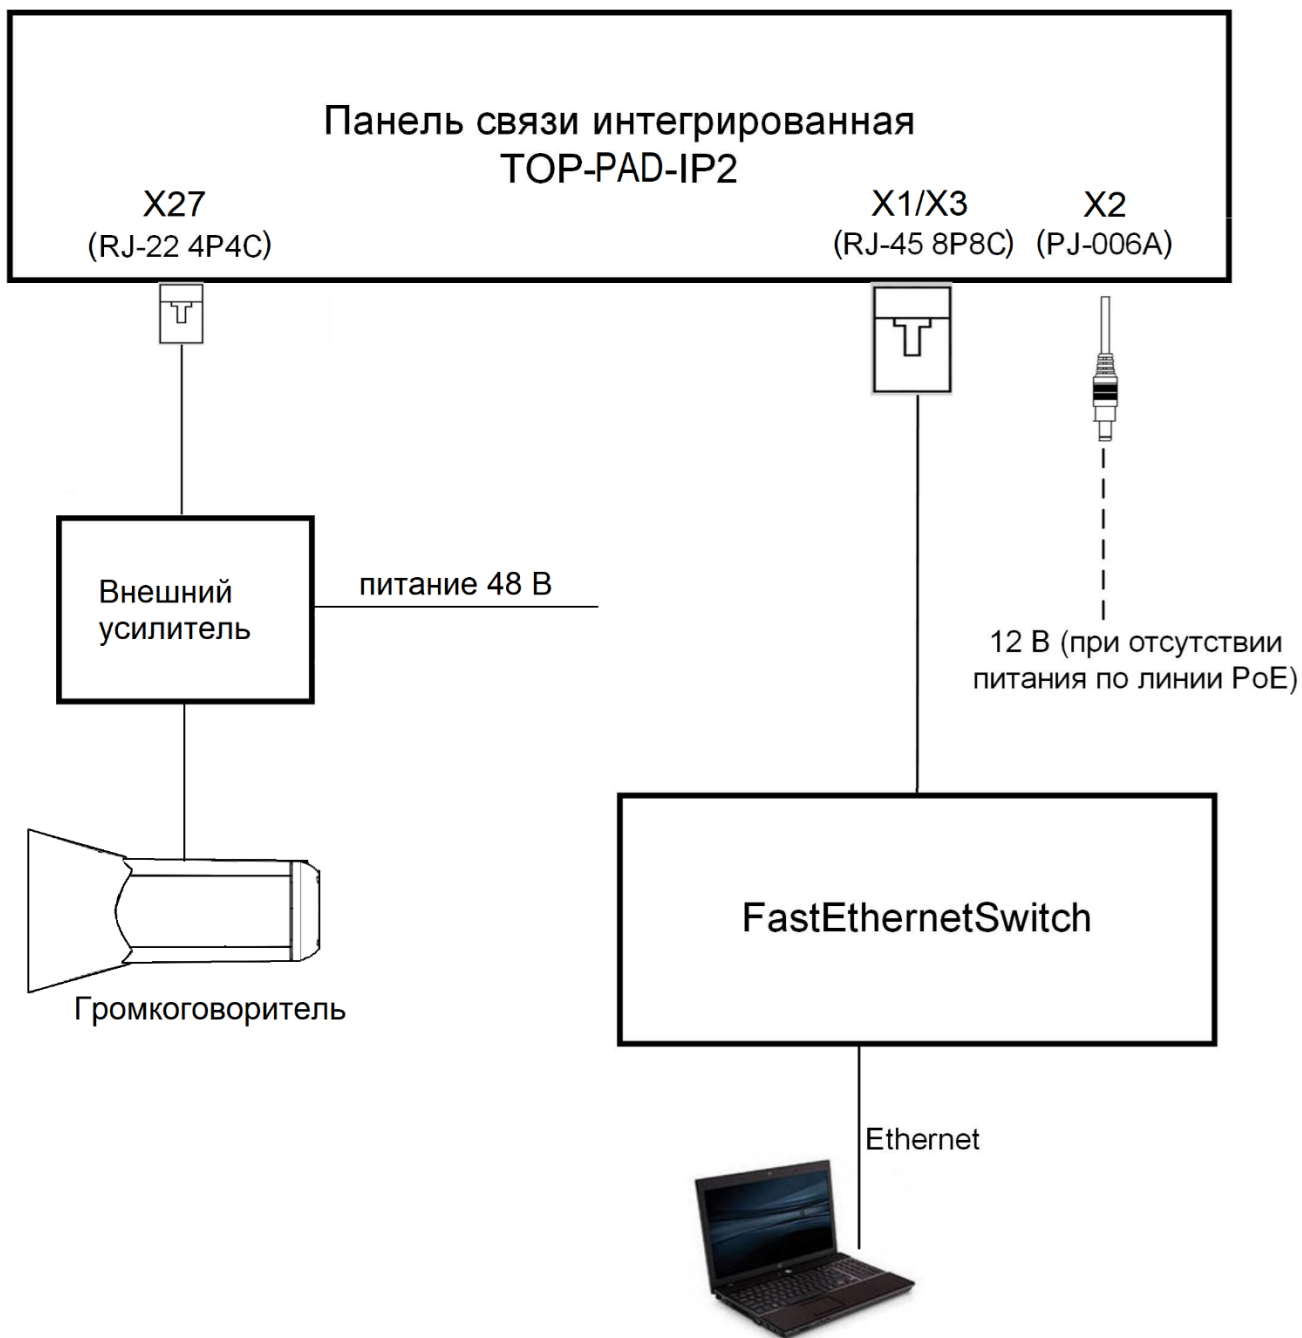 Панель связи интегрированная
TOP-PAD-IP2
X27
(RJ-22 4P4C)
X1/X3
(RJ-45 8P8C)
X2
(PJ-006A)
Внешний
усилитель
питание 48 В
12 В (при отсутствии
питания по линии PoE)
FastEthernetSwitch
Громкоговоритель
Ethernet